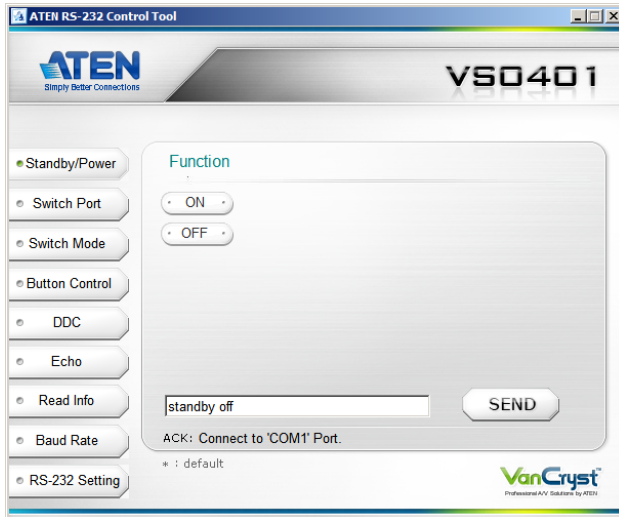 ATEN RS-232 Control Tool
ATEN
Simply Better Connections
VS0401
Standby/Power
Switch Port
Switch Mode
Button Control
DDC
Echo
Read Info
Baud Rate
RS-232 Setting
Function
ON
OFF
standby off
SEND
ACK: Connect to 'COM1' Port.
* : default
VanCryst™
Professional A/V Solutions by ATEN